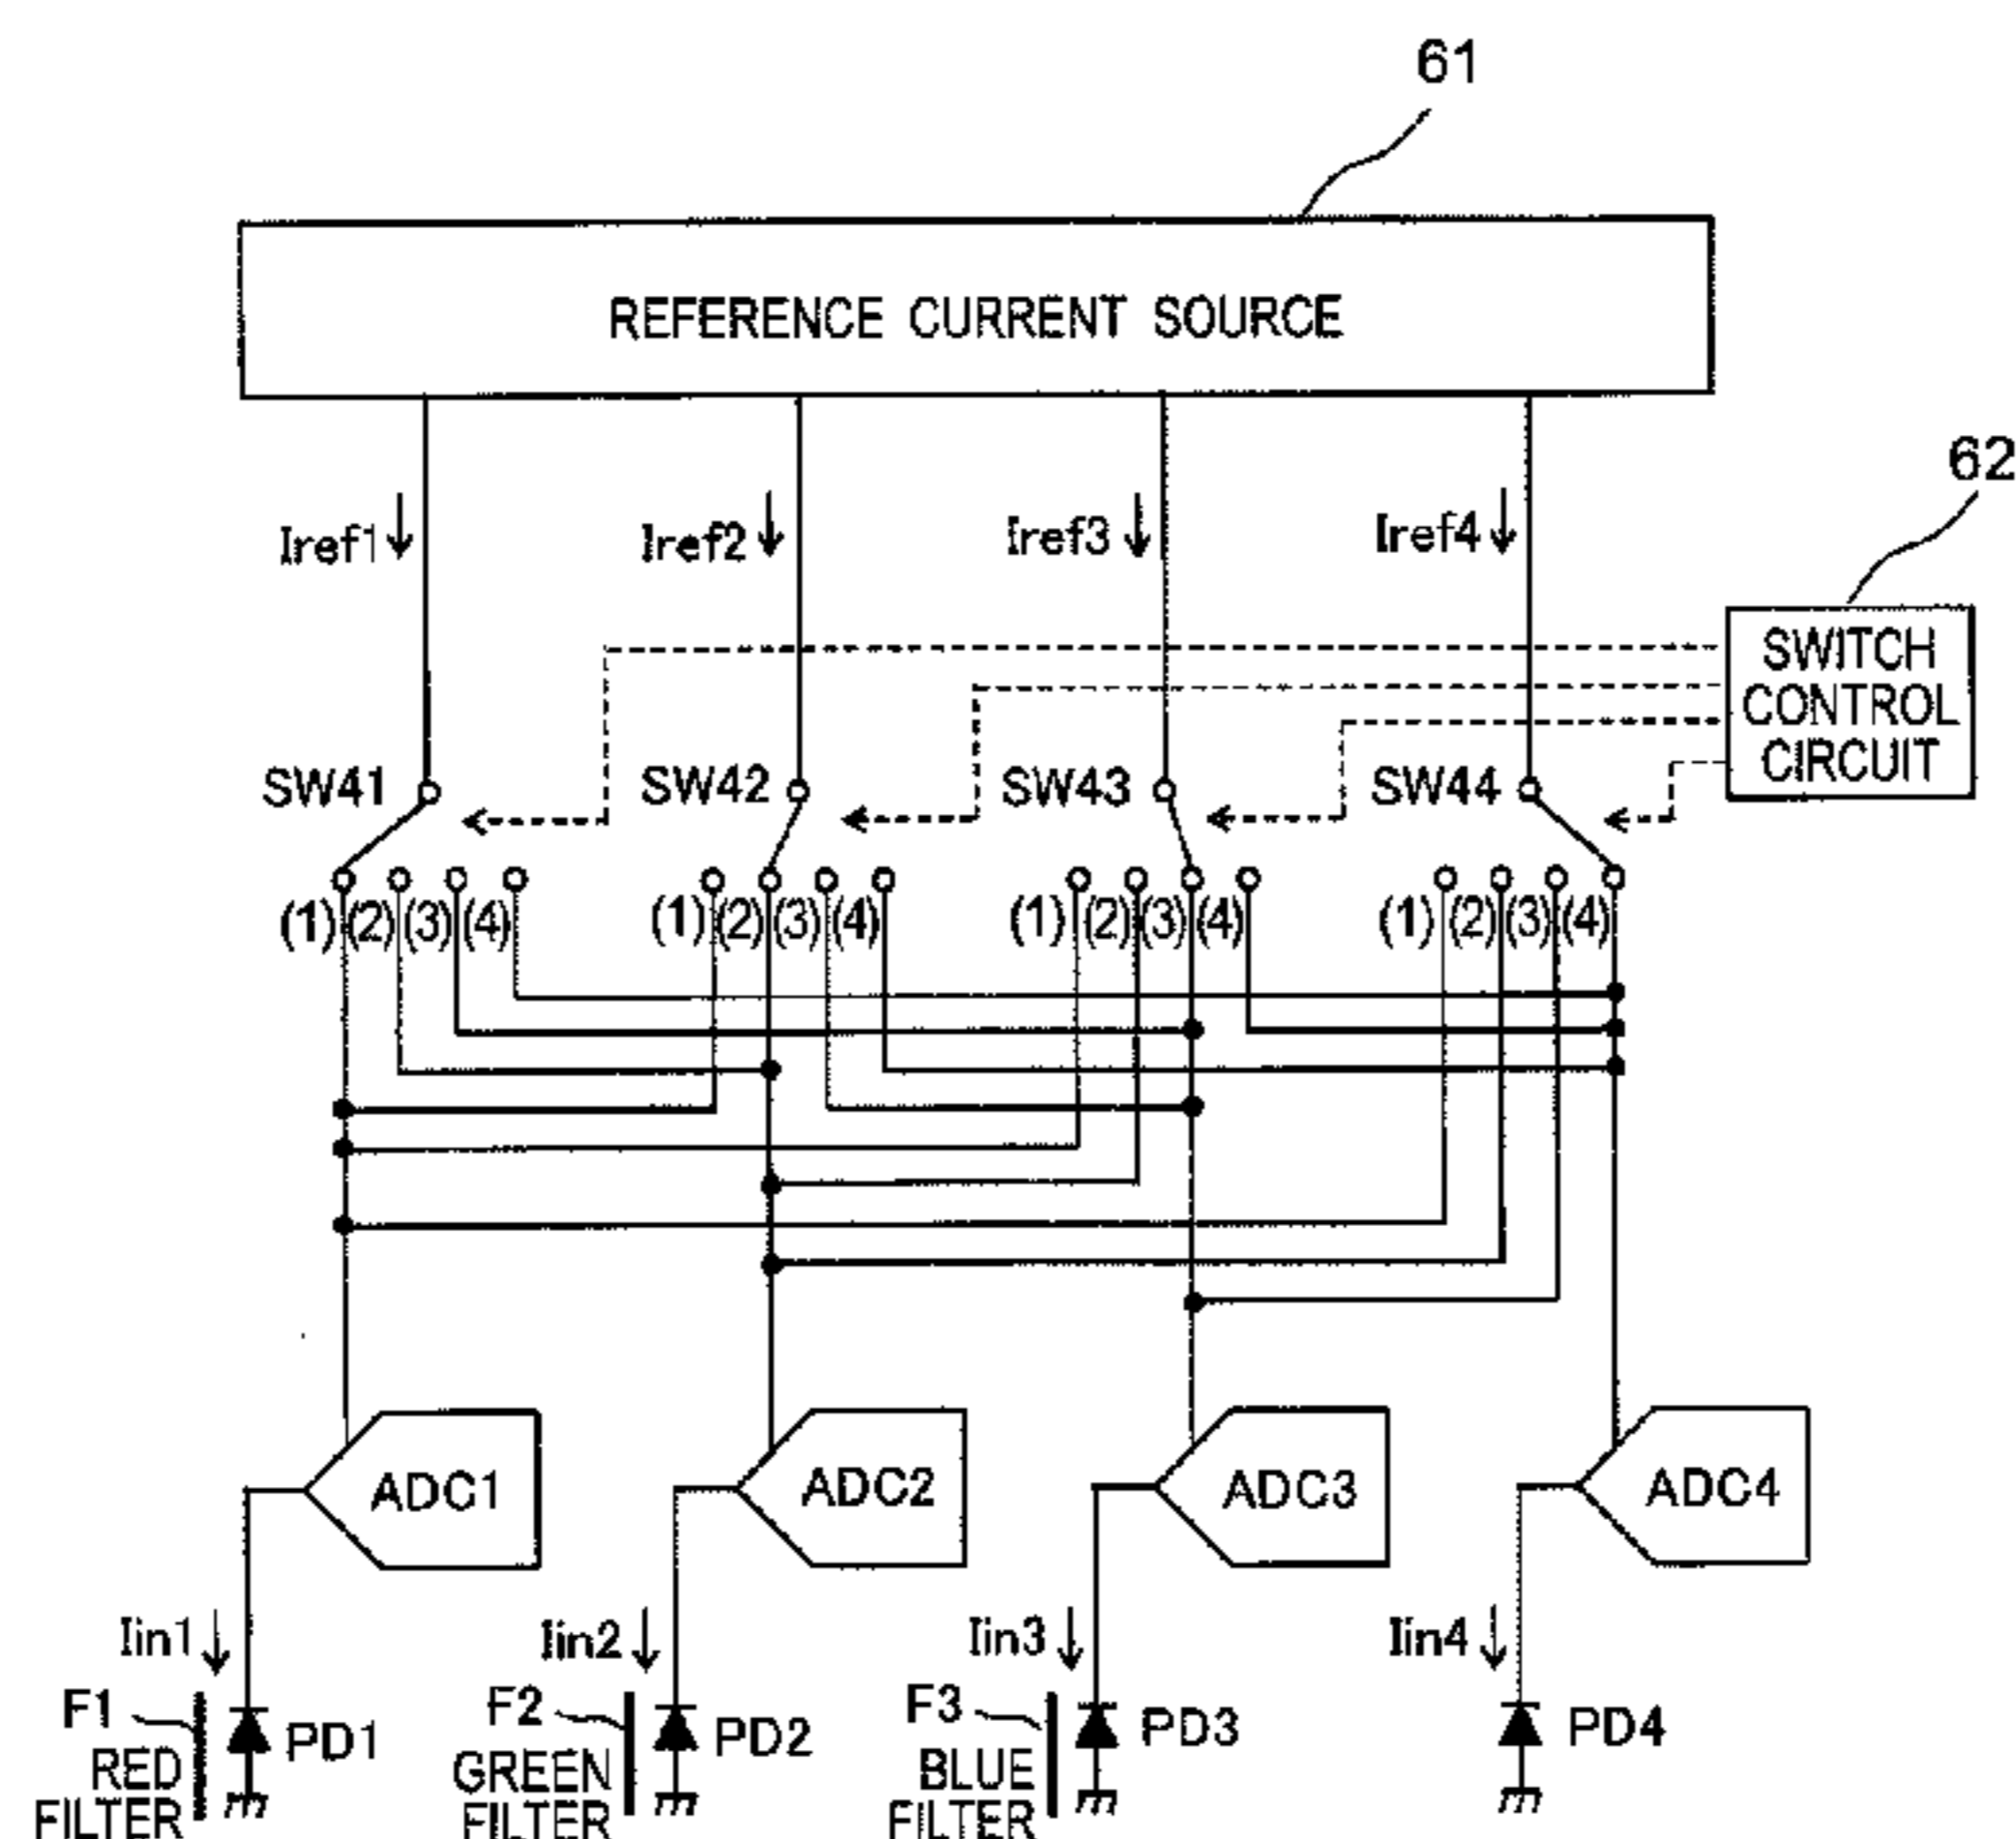 61
REFERENCE CURRENT SOURCE
62
Iref1
Iref2
Iref3
Iref4
SWITCH
CONTROL
CIRCUIT
SW41
SW42
SW43
SW44
(1) (2) (3) (4)
(1) (2) (3) (4)
(1) (2) (3) (4)
(1) (2) (3) (4)
ADC1
ADC2
ADC3
ADC4
Iin1
Iin2
Iin3
Iin4
F1
RED
FILTER
PD1
F2
GREEN
FILTER
PD2
F3
BLUE
FILTER
PD3
PD4